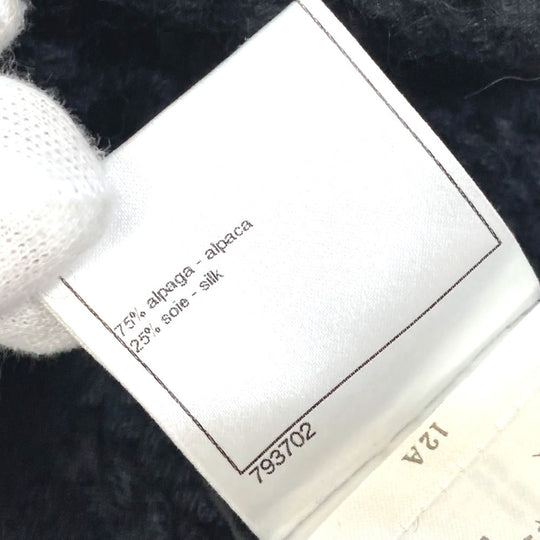 75% alpaga - alpaca
25% soie - silk
793702
12A